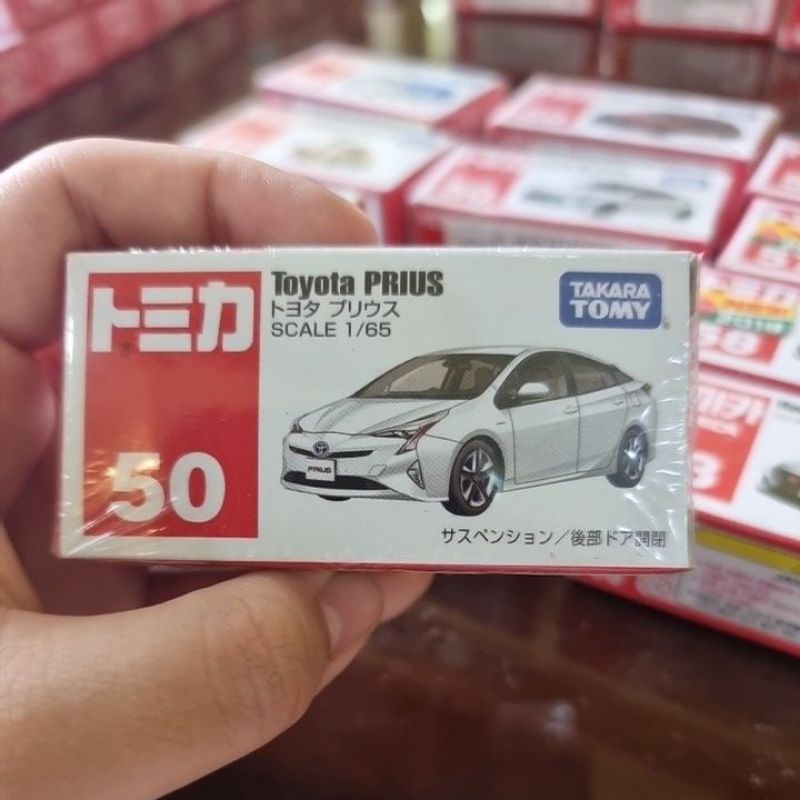 トミカ
50
Toyota PRIUS
トヨタ プリウス
SCALE 1/65
TAKARA
TOMY
PRIUS
サスペンション／後部ドア開閉